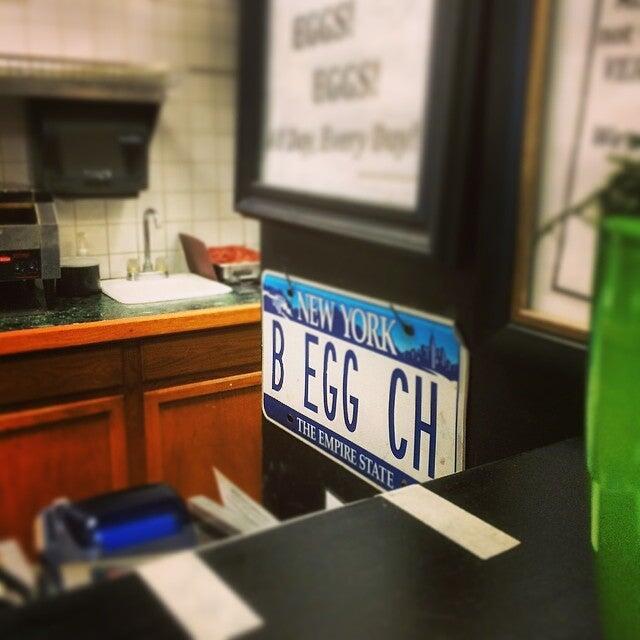 EGGS!
EGGS!
Day, Every Day!
NEW YORK
B EGG CH
THE EMPIRE STATE